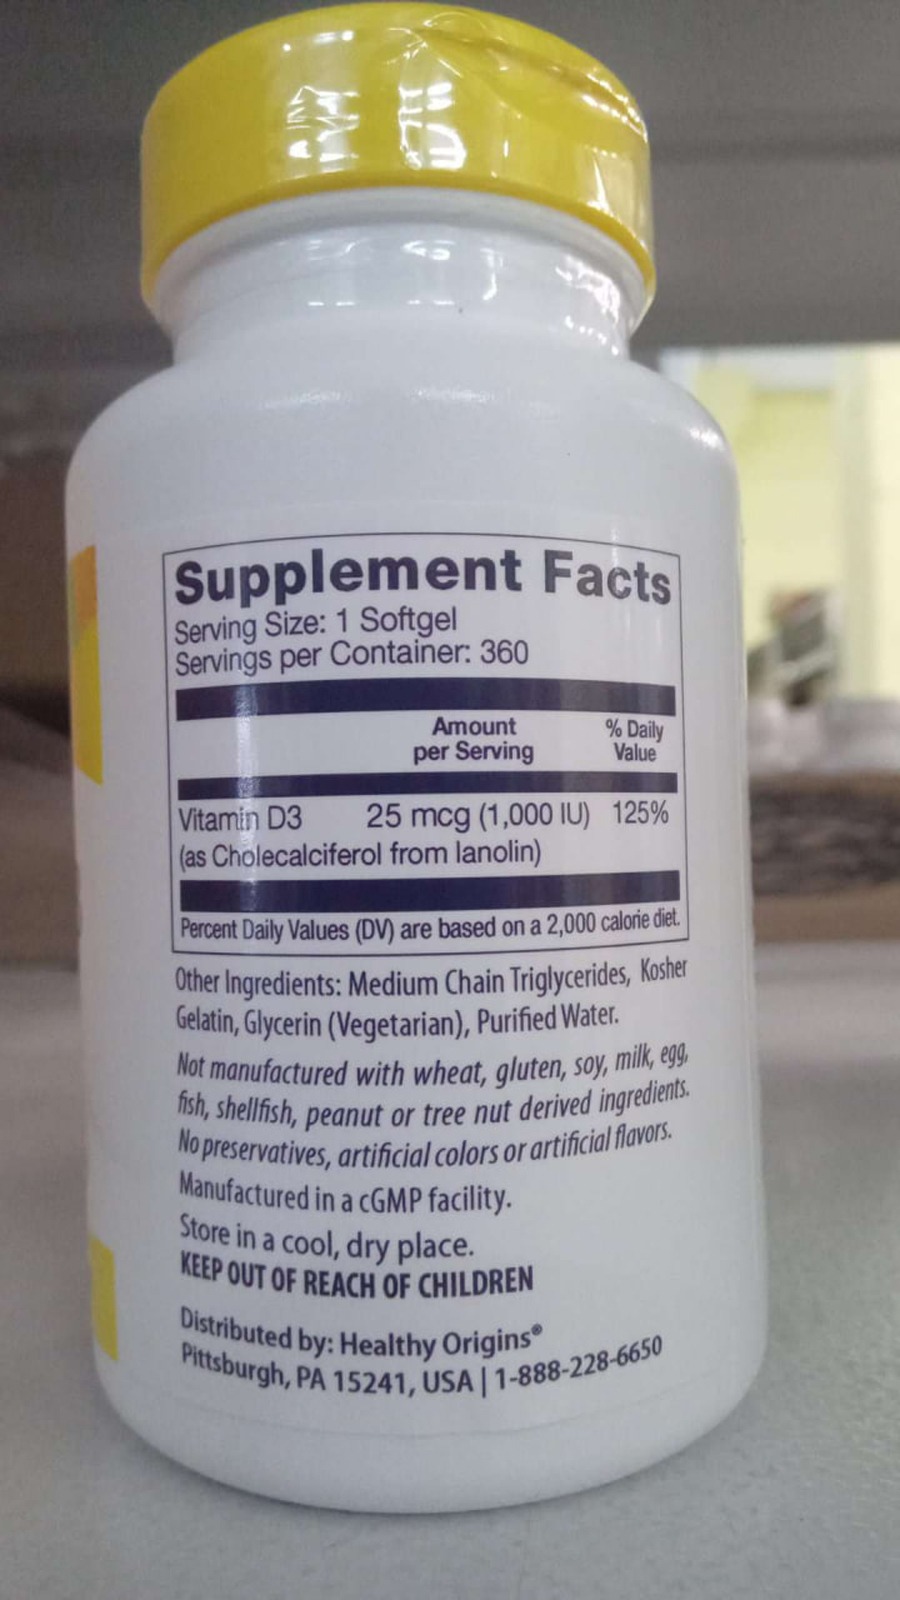 Supplement Facts
Serving Size: 1 Softgel
Servings per Container: 360
Amount per Serving
% Daily Value
Vitamin D3 25 mcg (1,000 IU) 125%
(as Cholecalciferol from lanolin)
Percent Daily Values (DV) are based on a 2,000 calorie diet.
Other Ingredients: Medium Chain Triglycerides, Kosher
Gelatin, Glycerin (Vegetarian), Purified Water.
Not manufactured with wheat, gluten, soy, milk, egg,
fish, shellfish, peanut or tree nut derived ingredients.
No preservatives, artificial colors or artificial flavors.
Manufactured in a cGMP facility.
Store in a cool, dry place.
KEEP OUT OF REACH OF CHILDREN
Distributed by: Healthy Origins®
Pittsburgh, PA 15241, USA | 1-888-228-6650